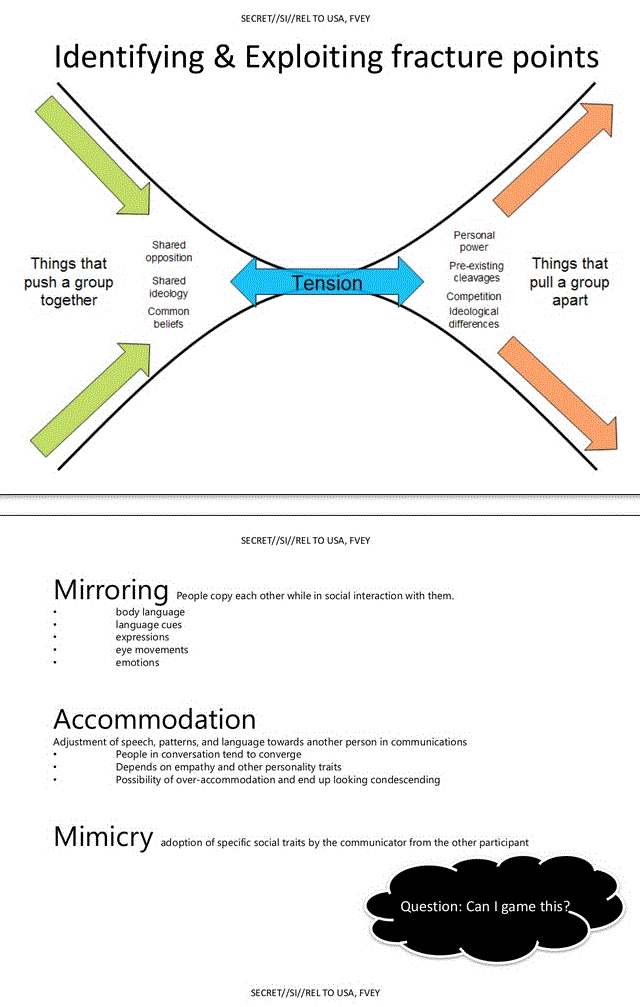 SECRET//SI//REL TO USA, FVEY
Identifying & Exploiting fracture points
Things that
push a group
together
Shared
opposition
Shared
ideology
Common
beliefs
Tension
Personal
power
Pre-existing
cleavages
Competition
Ideological
differences
Things that
pull a group
apart
SECRET//SI//REL TO USA, FVEY
Mirroring People copy each other while in social interaction with them.
• body language
• language cues
• expressions
• eye movements
• emotions
Accommodation
Adjustment of speech, patterns, and language towards another person in communications
• People in conversation tend to converge
• Depends on empathy and other personality traits
• Possibility of over-accommodation and end up looking condescending
Mimicry adoption of specific social traits by the communicator from the other participant
Question: Can I game this?
SECRET//SI//REL TO USA, FVEY